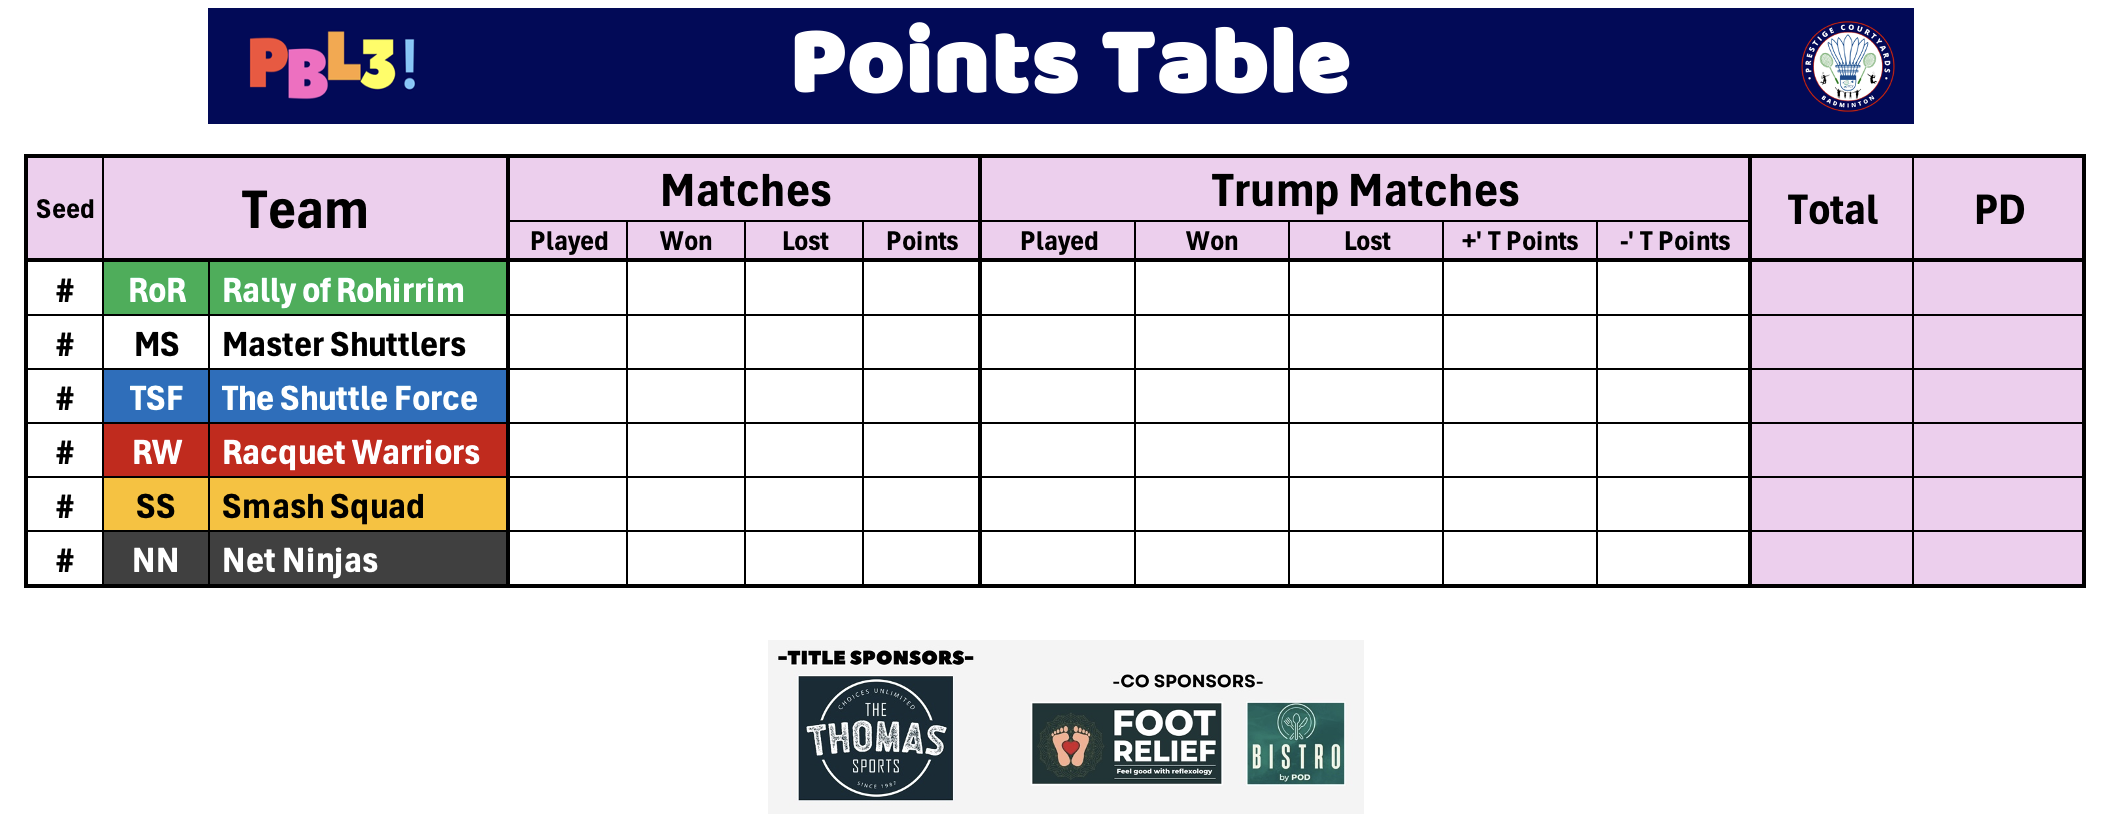 PBL3!
Points Table
PRESTIGE COURTYARDS
BADMINTON
Seed Team Matches Trump Matches Total PD
Played Won Lost Points Played Won Lost +' T Points -' T Points
# RoR Rally of Rohirrim
# MS Master Shuttlers
# TSF The Shuttle Force
# RW Racquet Warriors
# SS Smash Squad
# NN Net Ninjas
-TITLE SPONSORS-
CHOICES UNLIMITED
THE
THOMAS
SPORTS
-CO SPONSORS-
FOOT
RELIEF
Feel good with reflexology
BISTRO
by POD